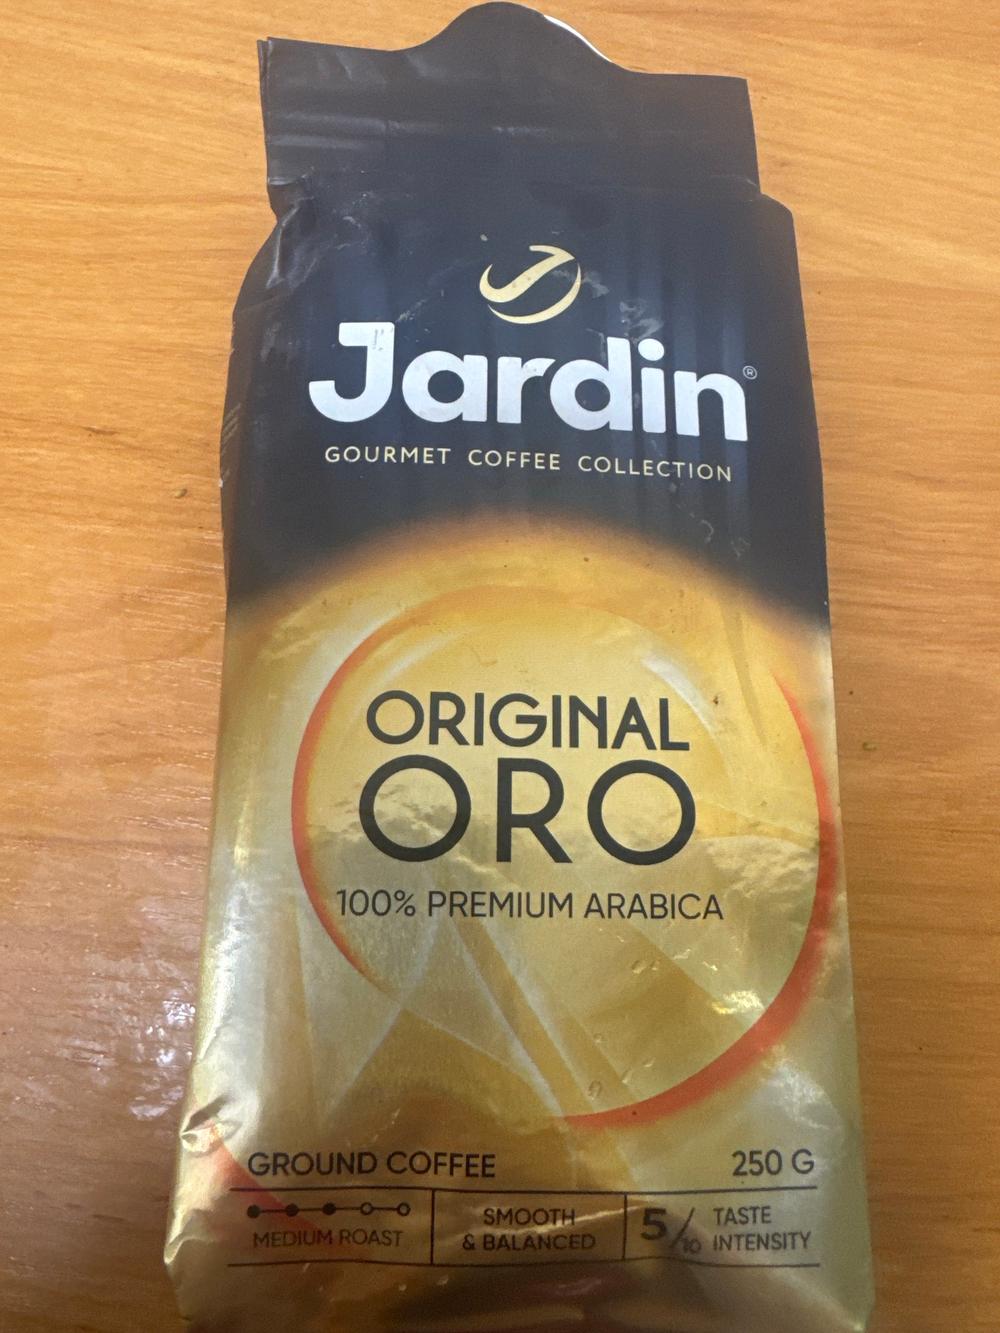 Jardin®
GOURMET COFFEE COLLECTION
ORIGINAL
ORO
100% PREMIUM ARABICA
GROUND COFFEE
250 G
MEDIUM ROAST
SMOOTH
& BALANCED
5/10
TASTE
INTENSITY